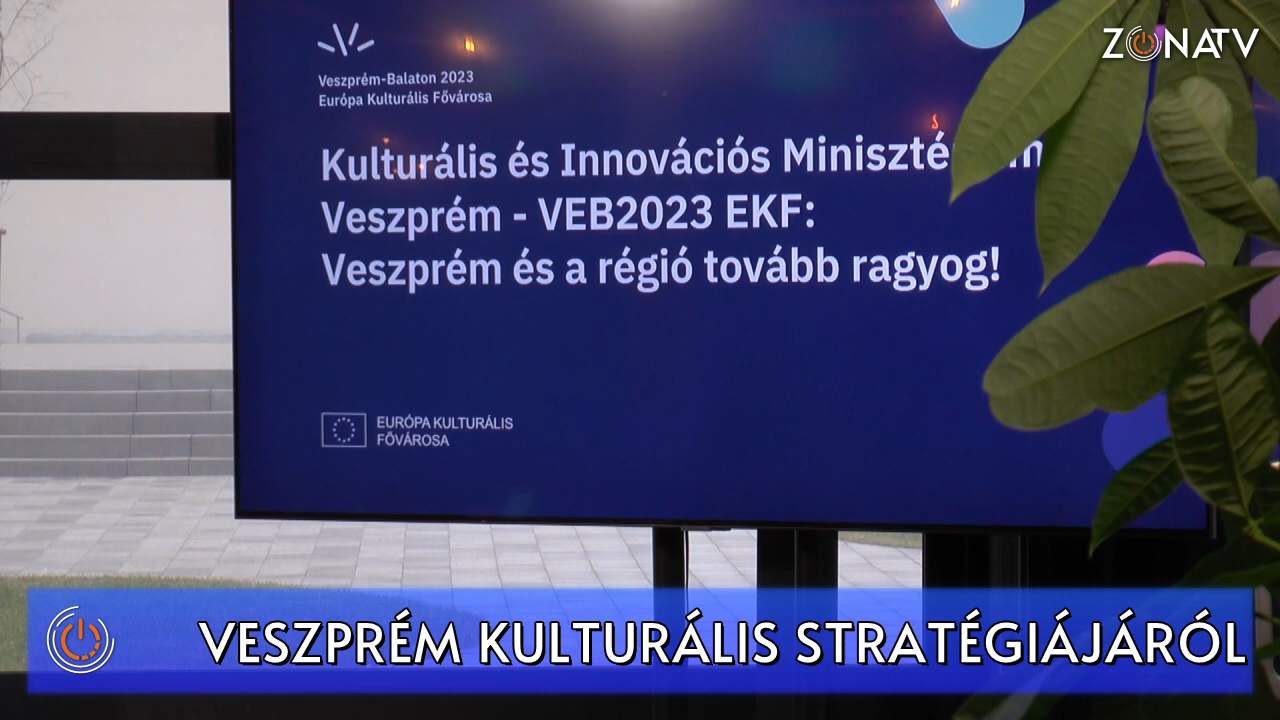 ZONATV
Veszprém-Balaton 2023
Európa Kulturális Fővárosa
Kulturális és Innovációs
Veszprém - VEB2023 EKF:
Veszprém és a régió tovább ragyog!
EURÓPA KULTURÁLIS
FŐVÁROSA
VESZPRÉM KULTURÁLIS STRATÉGIÁJÁRÓL